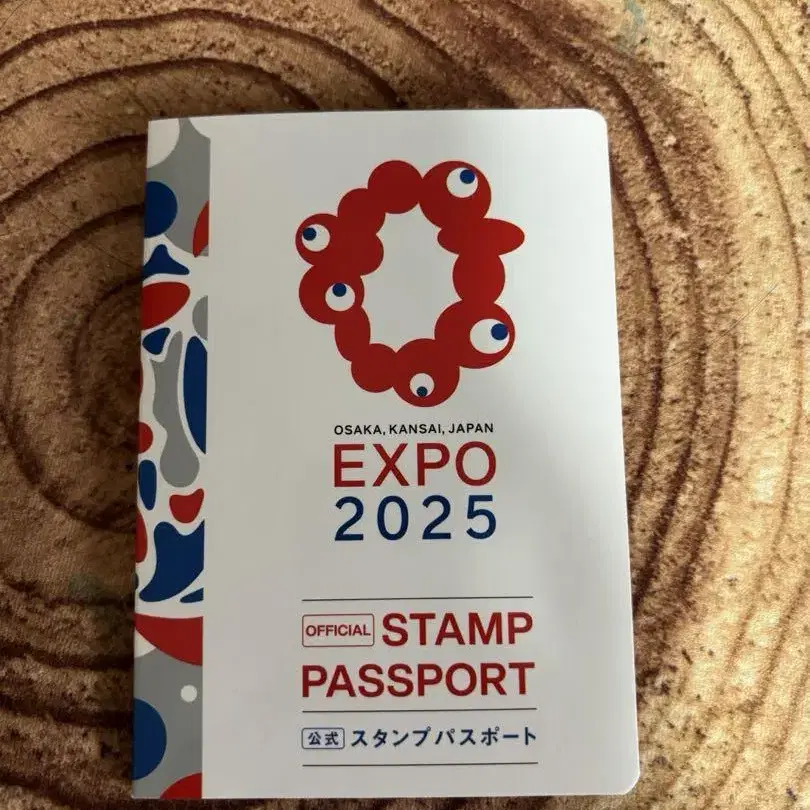 OSAKA, KANSAI, JAPAN
EXPO
2025
OFFICIAL STAMP
PASSPORT
公式 スタンプパスポート